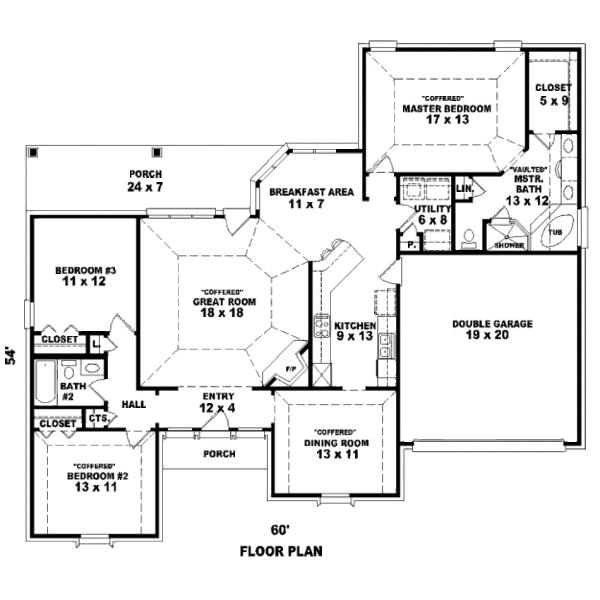 "COFFERED"
MASTER BEDROOM
17 x 13
CLOSET
5 x 9
PORCH
24 x 7
BREAKFAST AREA
11 x 7
"VAULTED"
MSTR.
BATH
13 x 12
LIN.
UTILITY
6 x 8
P.
SHOWER
TUB
BEDROOM #3
11 x 12
"COFFERED"
GREAT ROOM
18 x 18
KITCHEN
9 x 13
DOUBLE GARAGE
19 x 20
CLOSET
L.
F/P
54'
BATH
#2
HALL
ENTRY
12 x 4
CLOSET
CTS.
PORCH
"COFFERED"
DINING ROOM
13 x 11
"COFFERED"
BEDROOM #2
13 x 11
60'
FLOOR PLAN